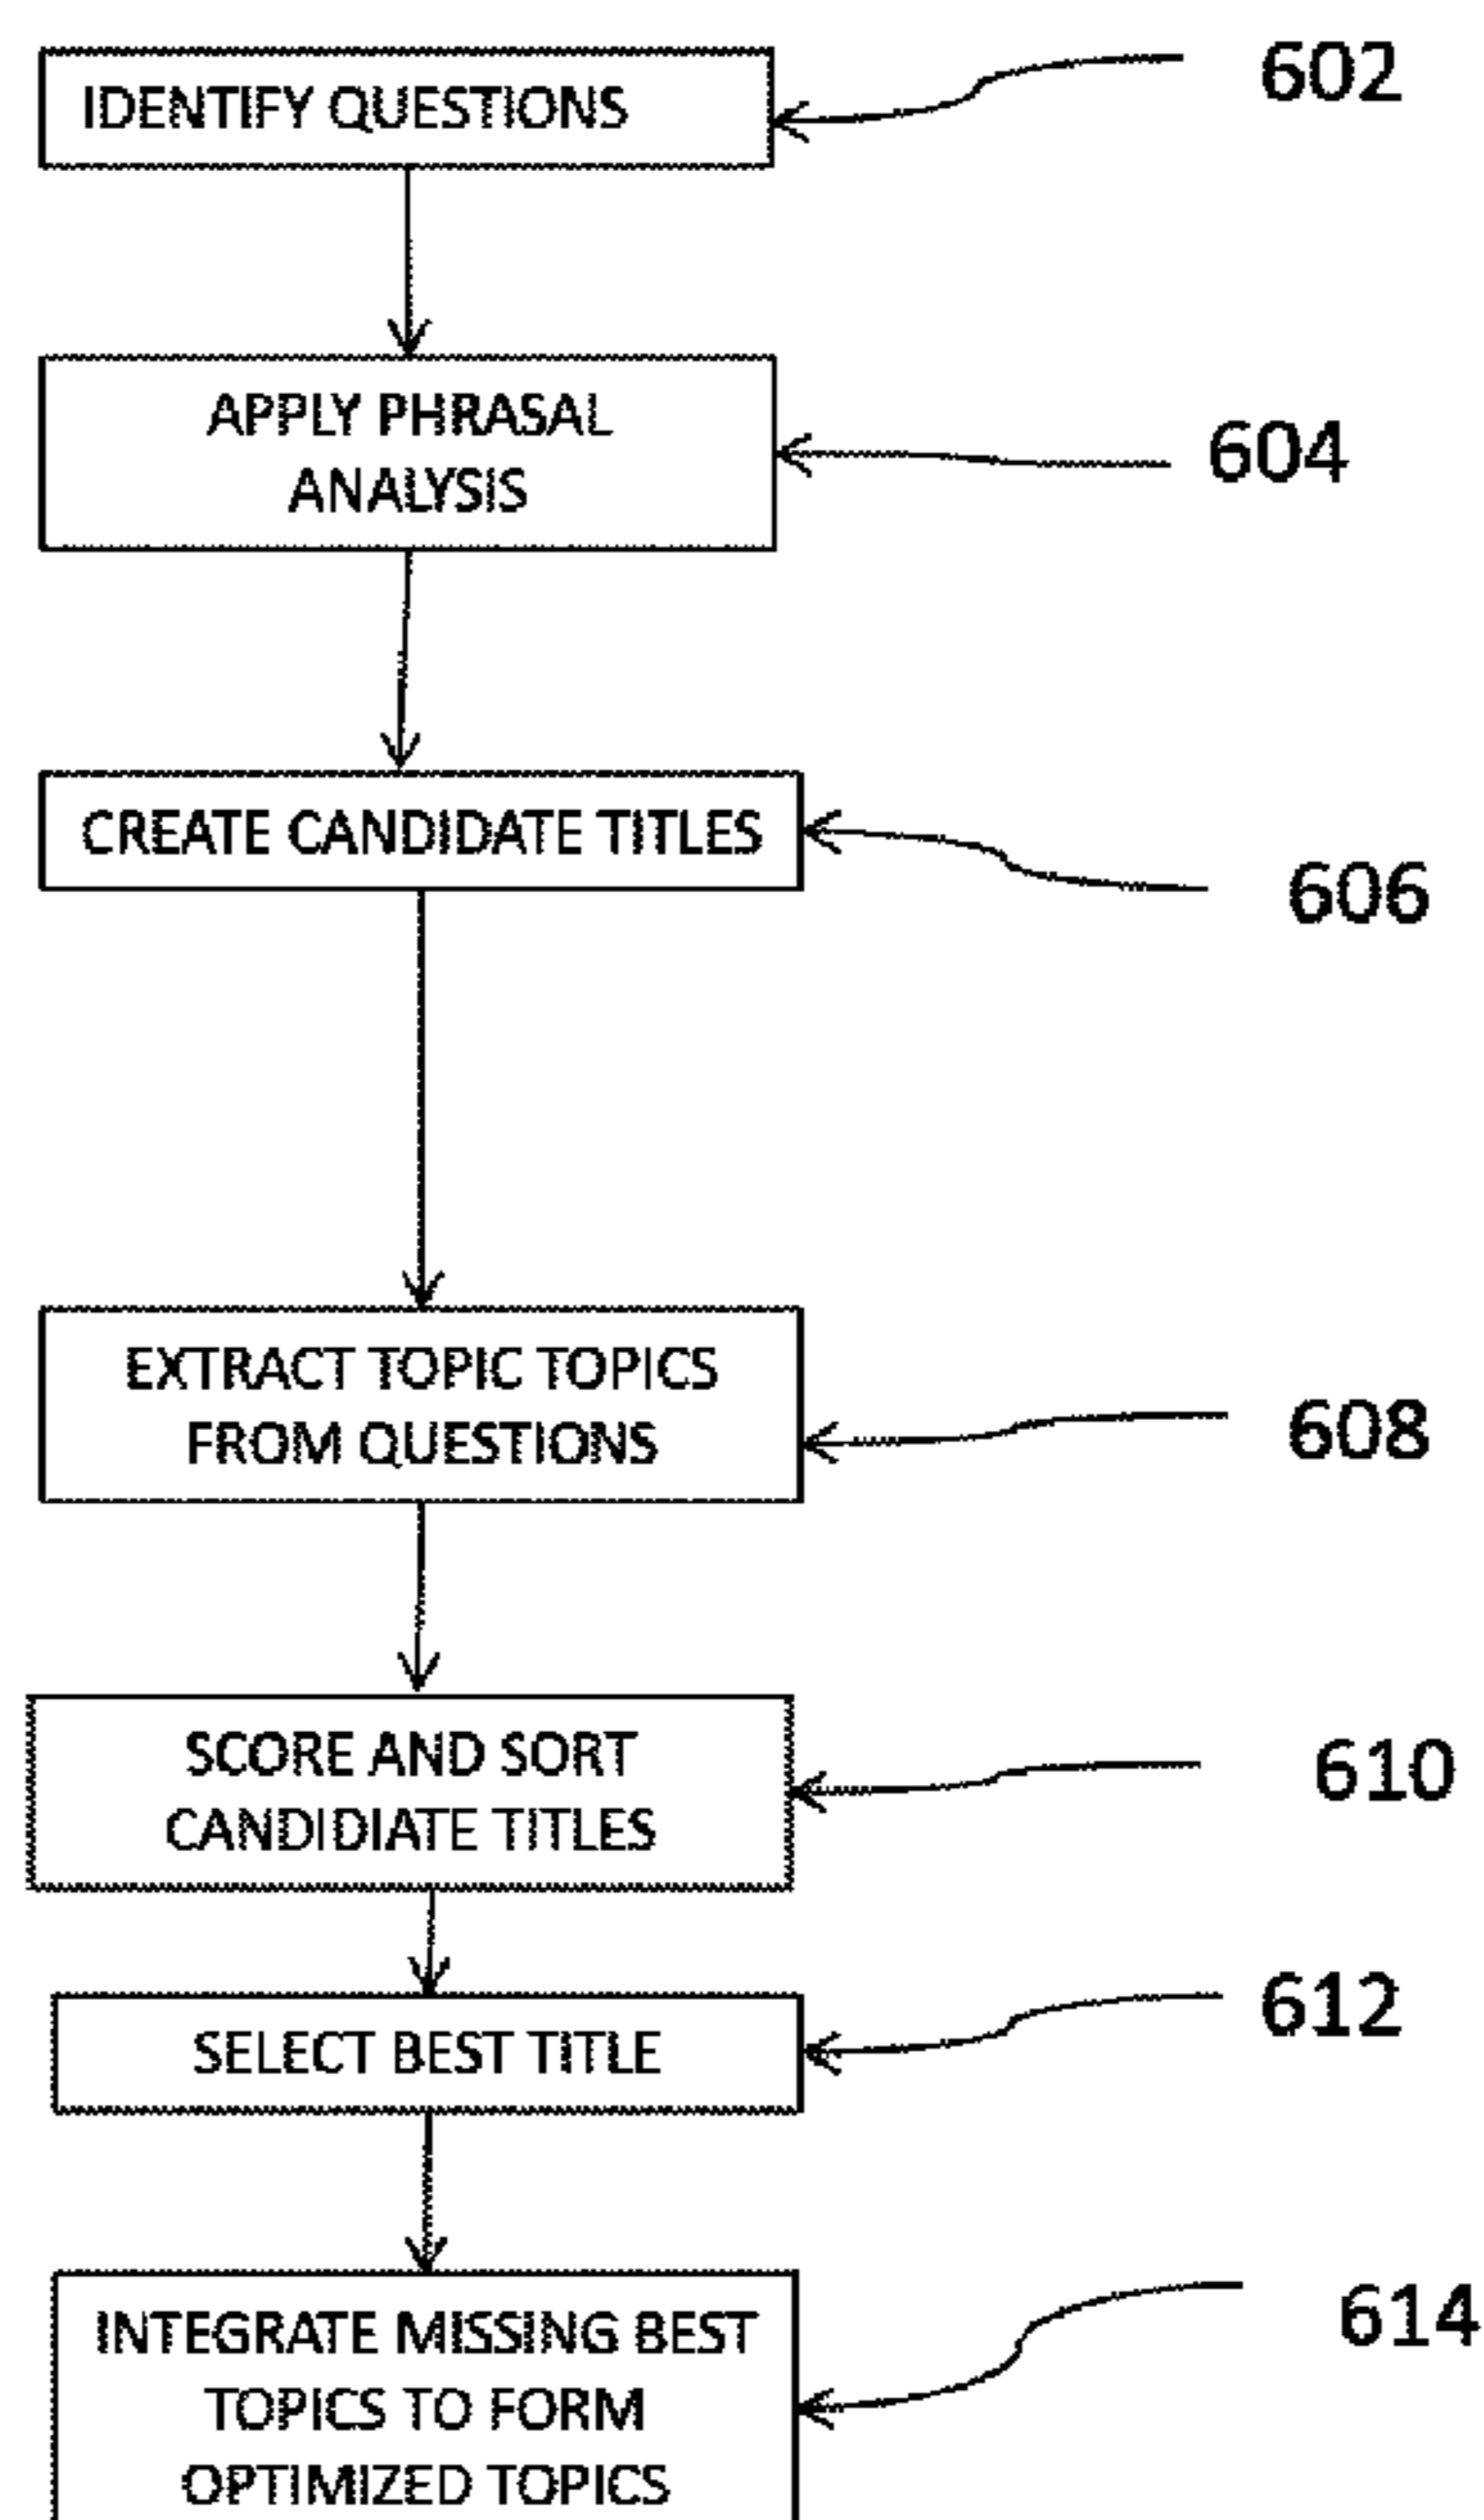 IDENTIFY QUESTIONS
602
APPLY PHRASAL
ANALYSIS
604
CREATE CANDIDATE TITLES
606
EXTRACT TOPIC TOPICS
FROM QUESTIONS
608
SCORE AND SORT
CANDIDIATE TITLES
610
SELECT BEST TITLE
612
INTEGRATE MISSING BEST
TOPICS TO FORM
OPTIMIZED TOPICS
614